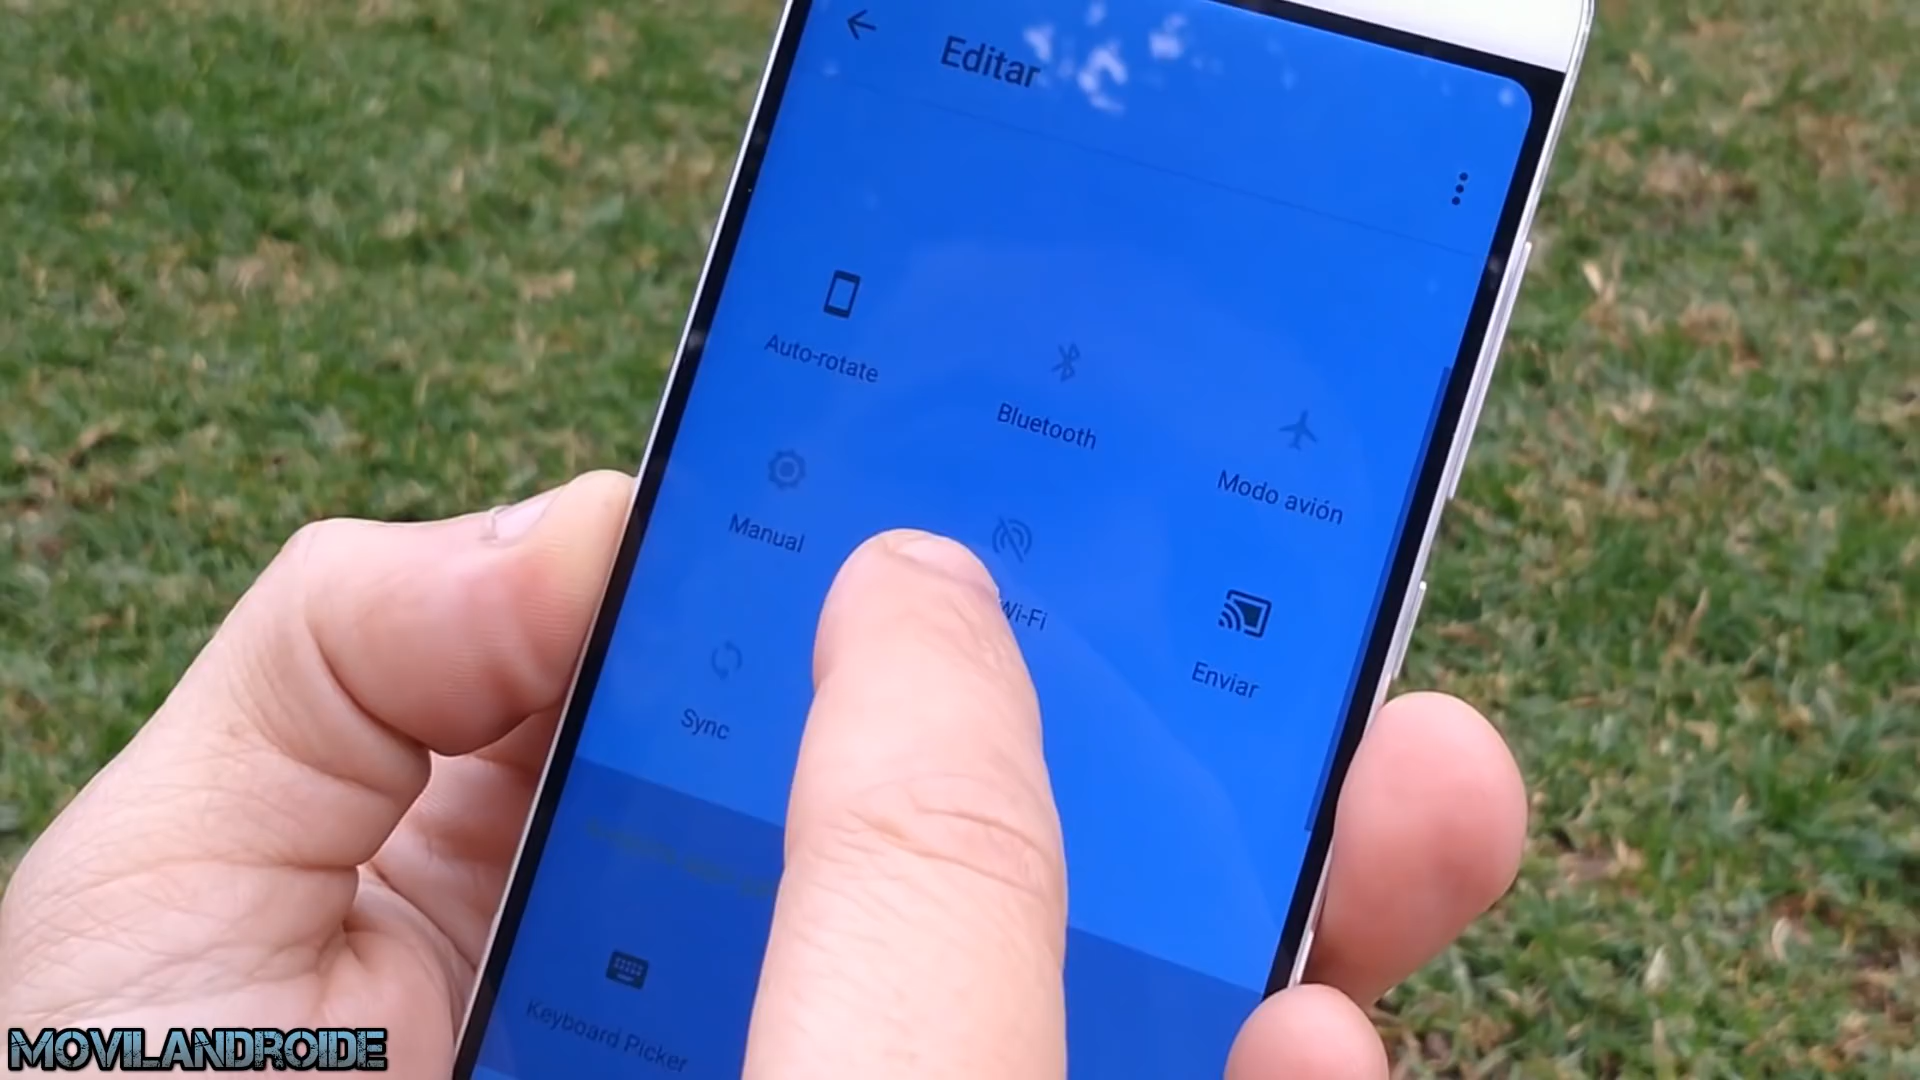 Editar
Auto-rotate
Bluetooth
Modo avión
Manual
Wi-Fi
Enviar
Sync
Keyboard Picker
MOVILANDROIDE